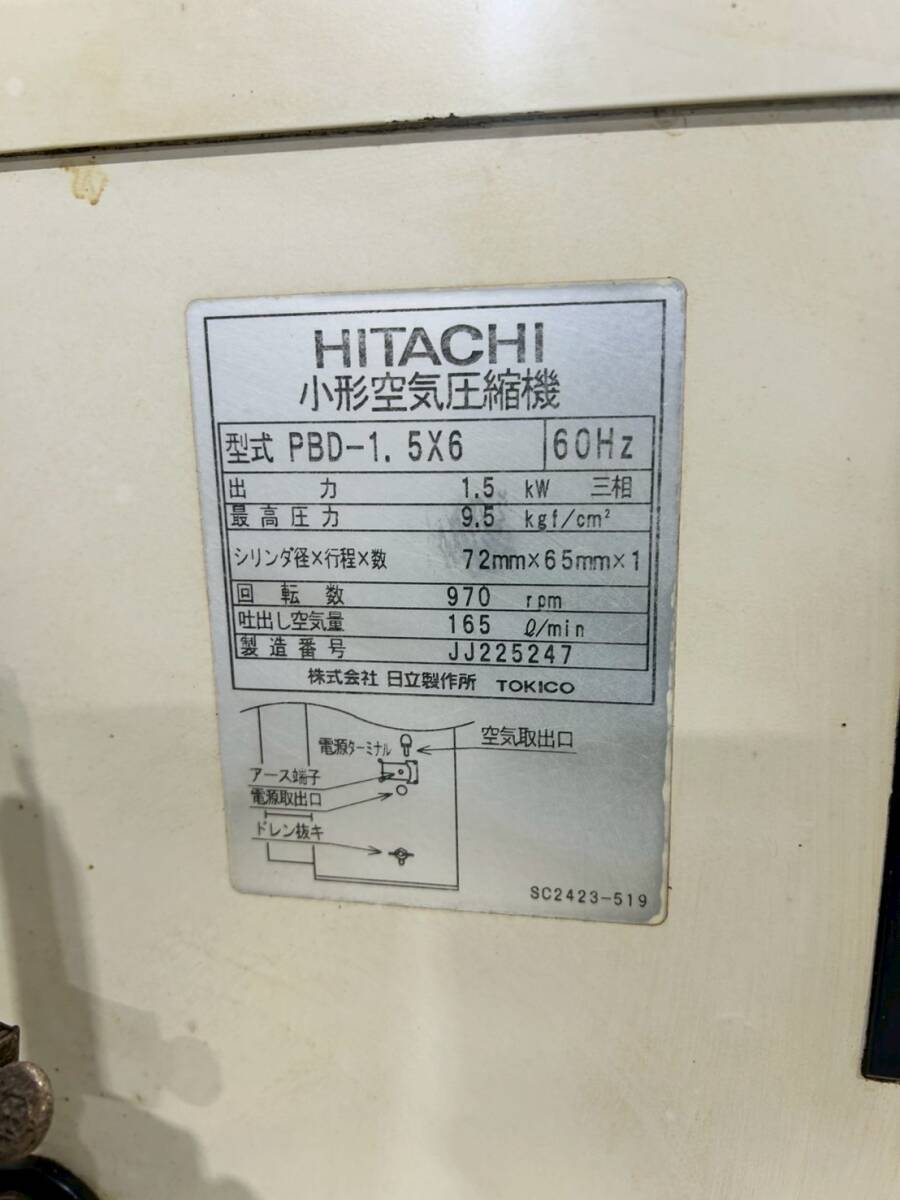 HITACHI
小形空気圧縮機
型式 PBD-1.5X6 60Hz
出力 1.5 kW 三相
最高圧力 9.5 kgf/cm²
シリンダ径×行程×数 72mm×65mm×1
回転数 970 rpm
吐出し空気量 165 ℓ/min
製造番号 JJ225247
株式会社 日立製作所 TOKICO
空気取出口
電源ターミナル
アース端子
電源取出口
ドレン抜キ
SC2423-519